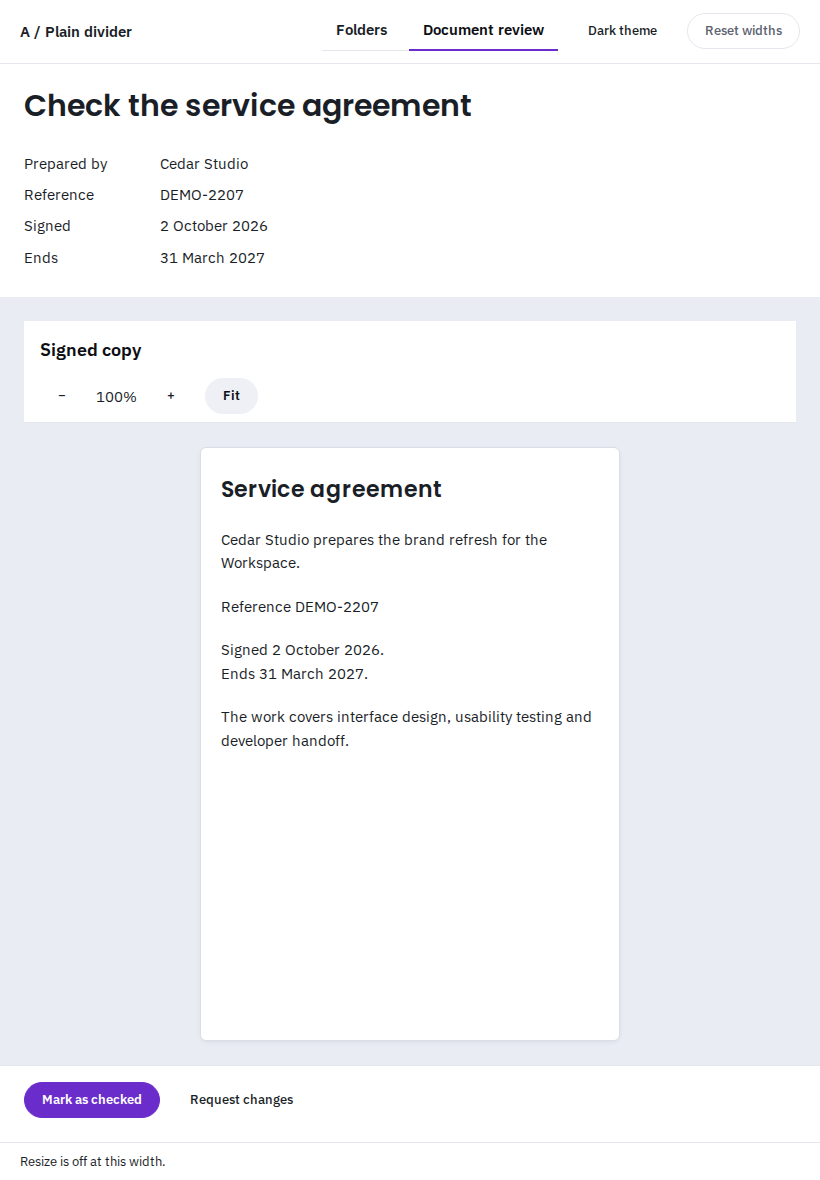 A / Plain divider
Folders
Document review
Dark theme
Reset widths
Check the service agreement
Prepared by Cedar Studio
Reference DEMO-2207
Signed 2 October 2026
Ends 31 March 2027
Signed copy
− 100% + Fit
Service agreement
Cedar Studio prepares the brand refresh for the
Workspace.
Reference DEMO-2207
Signed 2 October 2026.
Ends 31 March 2027.
The work covers interface design, usability testing and
developer handoff.
Mark as checked
Request changes
Resize is off at this width.